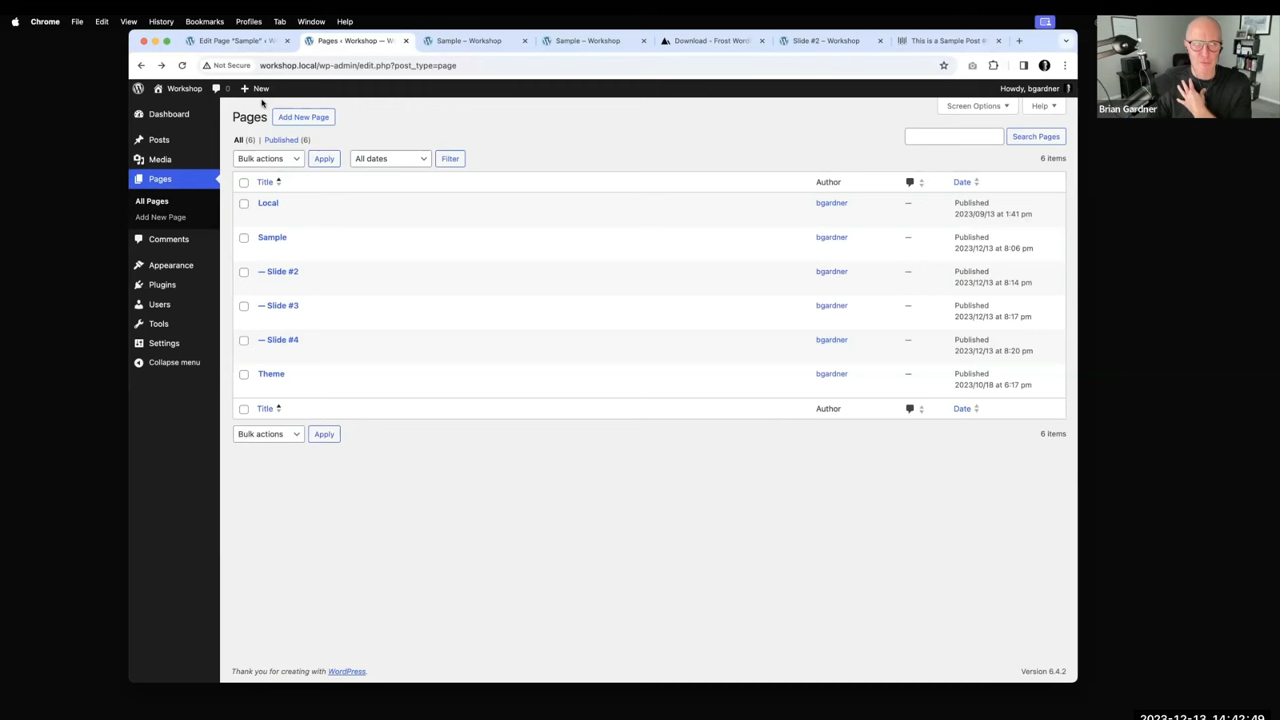 Chrome File Edit View History Bookmarks Profiles Tab Window Help
Edit Page “Sample” ‹ W
Pages ‹ Workshop — W
Sample – Workshop
Sample – Workshop
Download - Frost Word
Slide #2 – Workshop
This is a Sample Post
Not Secure workshop.local/wp-admin/edit.php?post_type=page
Workshop 0 New Howdy, bgardner
Brian Gardner
Dashboard
Posts
Media
Pages
All Pages
Add New Page
Comments
Appearance
Plugins
Users
Tools
Settings
Collapse menu
Screen Options Help
Pages Add New Page
All (6) | Published (6)
Search Pages
Bulk actions Apply All dates Filter 6 items
Title Author Date
Local bgardner — Published
2023/09/13 at 1:41 pm
Sample bgardner — Published
2023/12/13 at 8:06 pm
— Slide #2 bgardner — Published
2023/12/13 at 8:14 pm
— Slide #3 bgardner — Published
2023/12/13 at 8:17 pm
— Slide #4 bgardner — Published
2023/12/13 at 8:20 pm
Theme bgardner — Published
2023/10/18 at 6:17 pm
Title Author Date
Bulk actions Apply 6 items
Thank you for creating with WordPress. Version 6.4.2
2023-12-13 14:42:49